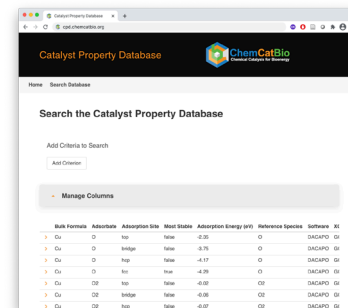 Catalyst Property Database
cpd.chemcatbio.org
Catalyst Property Database
ChemCatBio
Chemical Catalysis for Bioenergy
Home Search Database
Search the Catalyst Property Database
Add Criteria to Search
Add Criterion
Manage Columns
Bulk Formula Adsorbate Adsorption Site Most Stable Adsorption Energy (eV) Reference Species Software
Cu O top false -2.35 O DACAPO
Cu O bridge false -3.75 O DACAPO
Cu O hcp false -4.17 O DACAPO
Cu O fcc true -4.29 O DACAPO
Cu O2 top false -0.02 O2 DACAPO
Cu O2 bridge false O2 DACAPO
Cu O2 false -0.07 O2 DACAPO